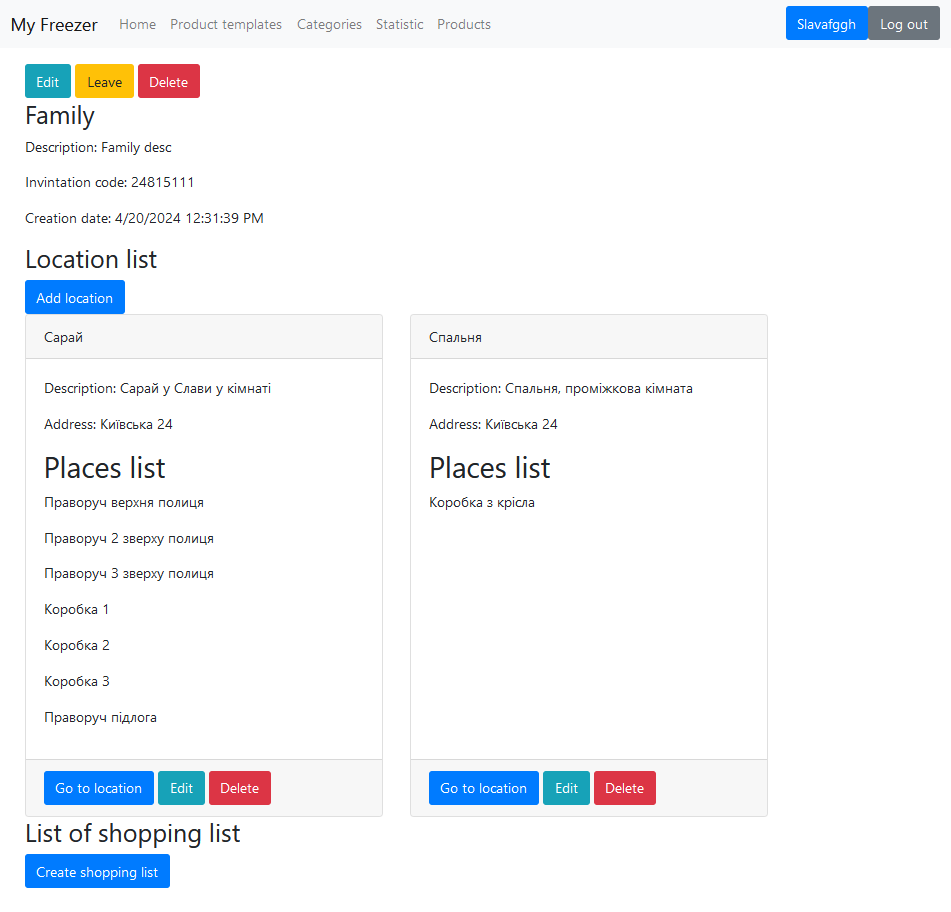 My Freezer Home Product templates Categories Statistic Products Slavafggh Log out
Edit Leave Delete
Family
Description: Family desc
Invintation code: 24815111
Creation date: 4/20/2024 12:31:39 PM
Location list
Add location
Сарай
Description: Сарай у Слави у кімнаті
Address: Київська 24
Places list
Праворуч верхня полиця
Праворуч 2 зверху полиця
Праворуч 3 зверху полиця
Коробка 1
Коробка 2
Коробка 3
Праворуч підлога
Go to location Edit Delete
Спальня
Description: Спальня, проміжкова кімната
Address: Київська 24
Places list
Коробка з крісла
Go to location Edit Delete
List of shopping list
Create shopping list